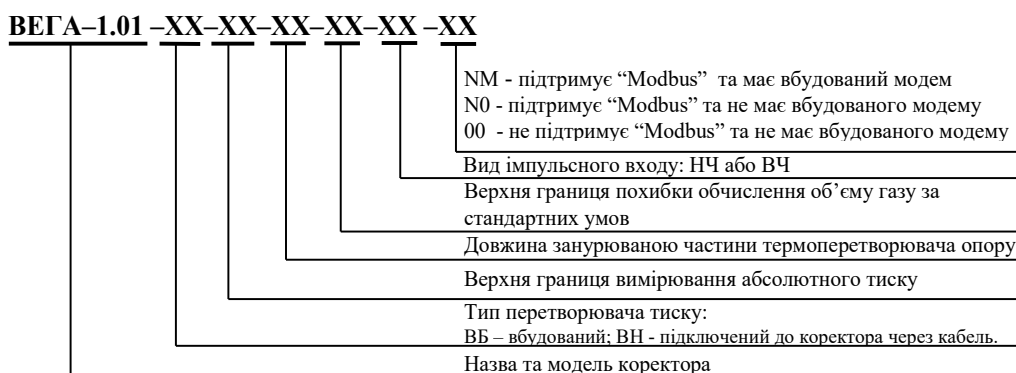 ВЕГА–1.01 –XX–XX–XX–XX–XX –XX
NM - підтримує “Modbus” та має вбудований модем
N0 - підтримує “Modbus” та не має вбудованого модему
00 - не підтримує “Modbus” та не має вбудованого модему
Вид імпульсного входу: НЧ або ВЧ
Верхня границя похибки обчислення об’єму газу за
стандартних умов
Довжина занурюваною частини термоперетворювача опору
Верхня границя вимірювання абсолютного тиску
Тип перетворювача тиску:
ВБ – вбудований; ВН - підключений до коректора через кабель.
Назва та модель коректора